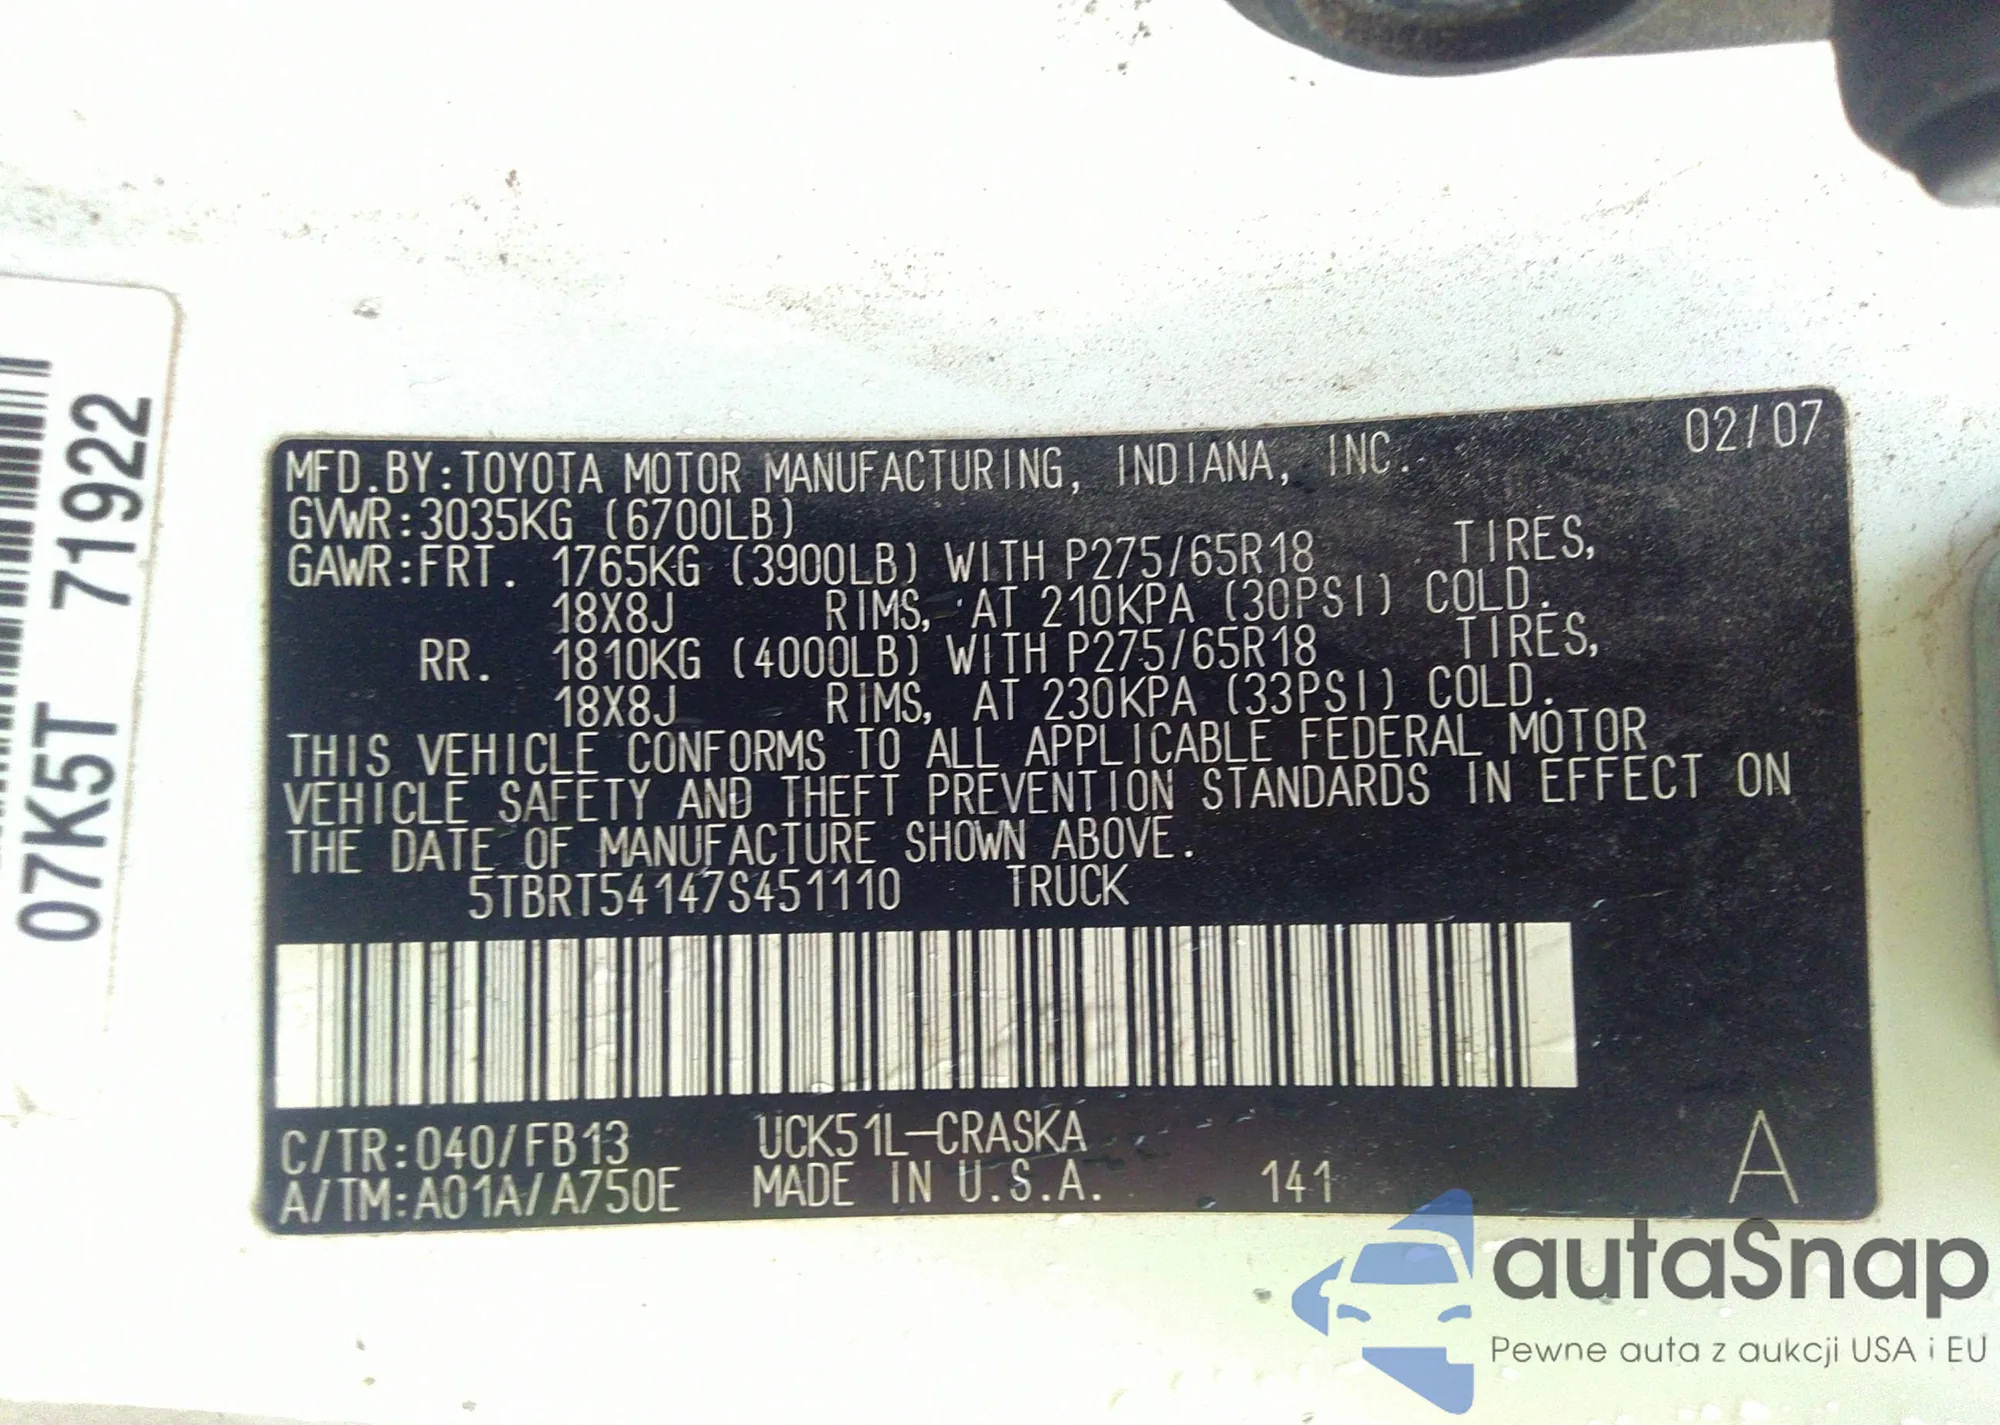 07K5T 71922
MFD.BY:TOYOTA MOTOR MANUFACTURING, INDIANA, INC. 02/07
GVWR:3035KG (6700LB)
GAWR:FRT. 1765KG (3900LB) WITH P275/65R18 TIRES,
18X8J RIMS, AT 210KPA (30PSI) COLD.
RR. 1810KG (4000LB) WITH P275/65R18 TIRES,
18X8J RIMS, AT 230KPA (33PSI) COLD.
THIS VEHICLE CONFORMS TO ALL APPLICABLE FEDERAL MOTOR
VEHICLE SAFETY AND THEFT PREVENTION STANDARDS IN EFFECT ON
THE DATE OF MANUFACTURE SHOWN ABOVE.
5TBRT54147S451110 TRUCK
C/TR:040/FB13 UCK51L-CRASKA
A/TM:A01A/A750E MADE IN U.S.A. 141 A
autaSnap
Pewne auta z aukcji USA i EU